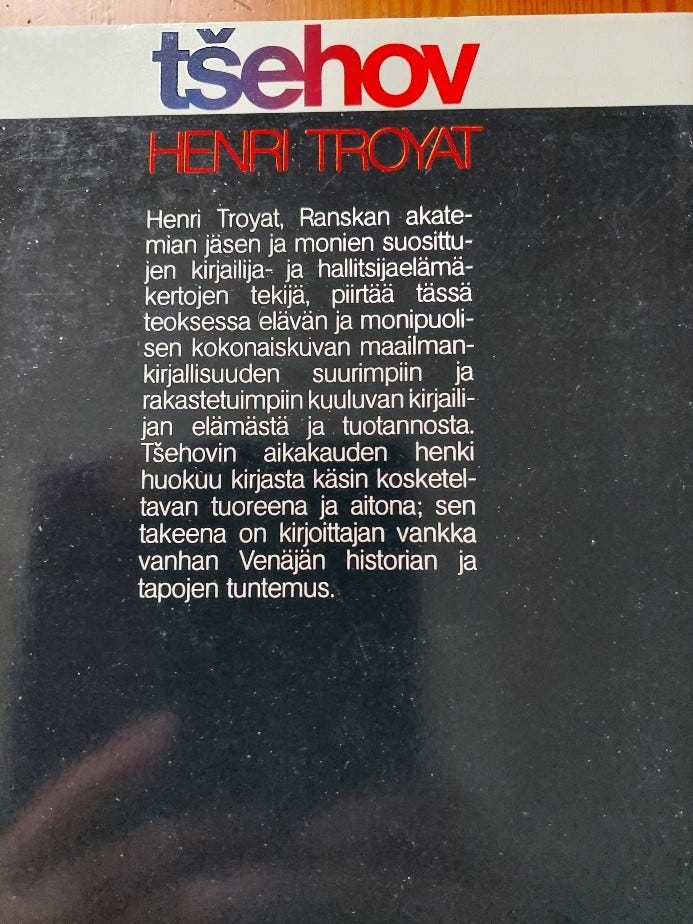 tšehov
HENRI TROYAT
Henri Troyat, Ranskan akate-
mian jäsen ja monien suosittu-
jen kirjailija- ja hallitsijaelämä-
kertojen tekijä, piirtää tässä
teoksessa elävän ja monipuoli-
sen kokonaiskuvan maailman-
kirjallisuuden suurimpiin ja
rakastetuimpiin kuuluvan kirjaili-
jan elämästä ja tuotannosta.
Tšehovin aikakauden henki
huokuu kirjasta käsin kosketel-
tavan tuoreena ja aitona; sen
takeena on kirjoittajan vankka
vanhan Venäjän historian ja
tapojen tuntemus.